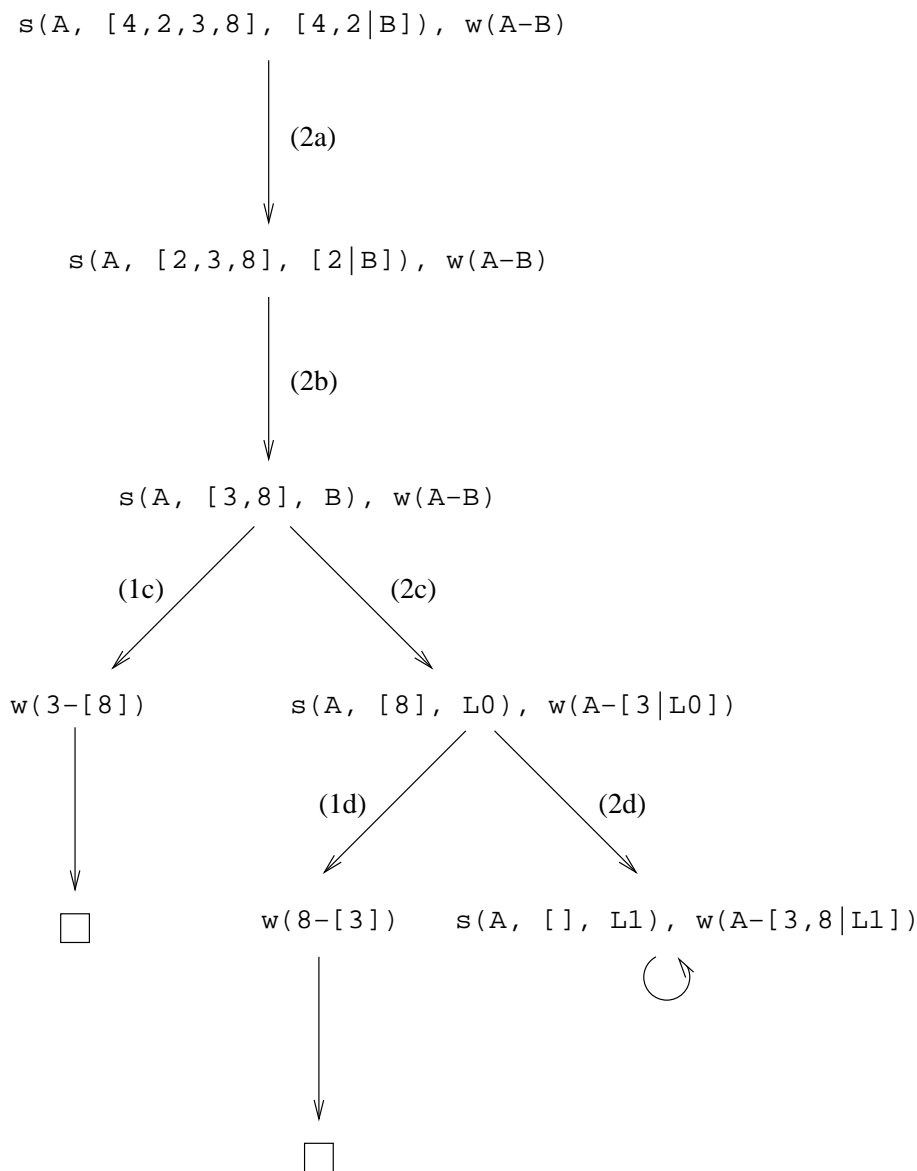 s(A, [4,2,3,8], [4,2|B]), w(A-B)
(2a)
s(A, [2,3,8], [2|B]), w(A-B)
(2b)
s(A, [3,8], B), w(A-B)
(1c) (2c)
w(3-[8]) s(A, [8], L0), w(A-[3|L0])
(1d) (2d)
w(8-[3]) s(A, [], L1), w(A-[3,8|L1])